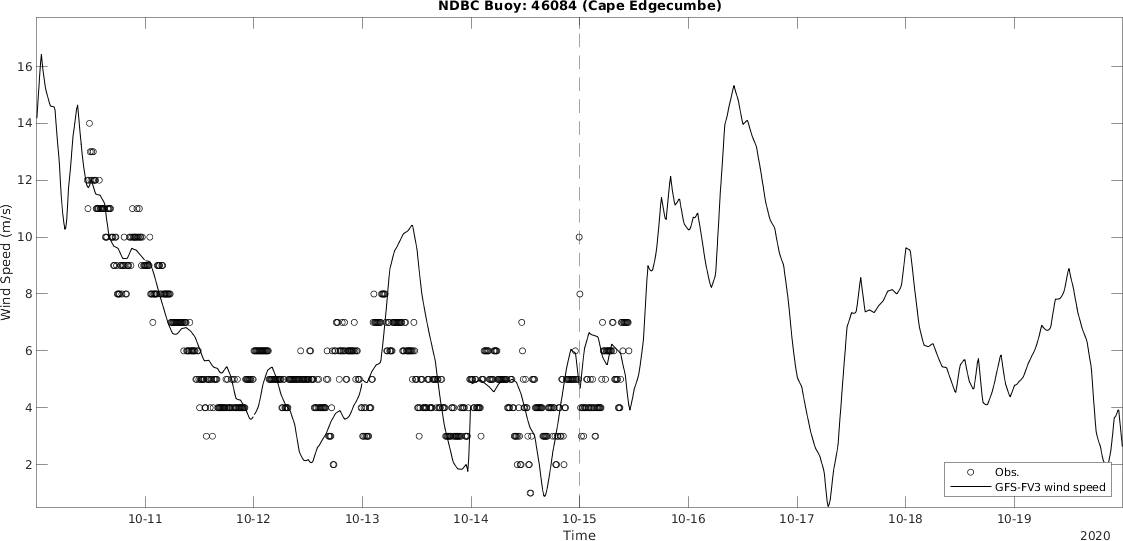 NDBC Buoy: 46084 (Cape Edgecumbe)
16
14
12
10
8
6
4
2
Wind Speed (m/s)
10-11 10-12 10-13 10-14 10-15 10-16 10-17 10-18 10-19
Time
2020
Obs.
GFS-FV3 wind speed